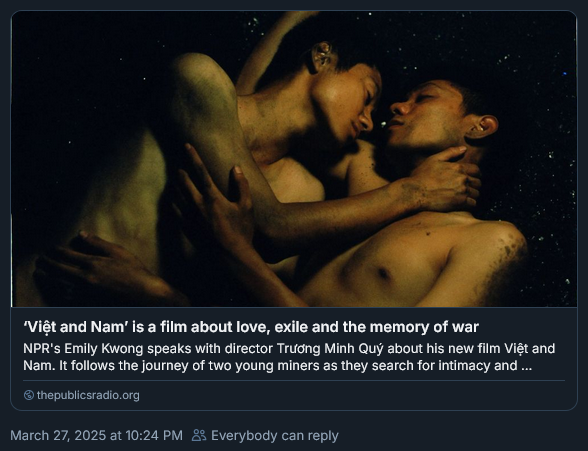 ‘Việt and Nam’ is a film about love, exile and the memory of war
NPR's Emily Kwong speaks with director Trương Minh Quý about his new film Việt and
Nam. It follows the journey of two young miners as they search for intimacy and ...
thepublicsradio.org
March 27, 2025 at 10:24 PM Everybody can reply